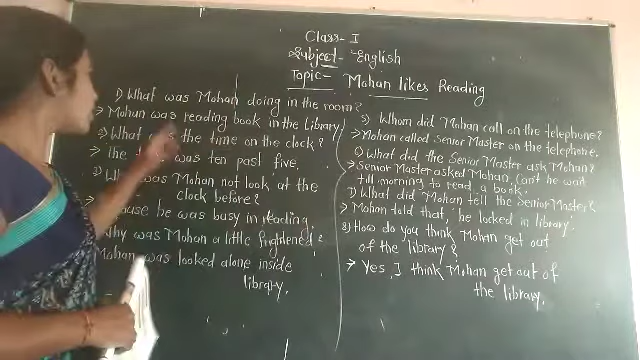 Class- I
Subject- English
Topic- Mohan likes Reading
1) What was Mohan doing in the room?
→ Mohan was reading book in the Library
2) What was the time on the clock?
→ The was ten past five.
3) Why was Mohan not look at the
clock before?
he was busy in reading.
Why was Mohan a little frightened?
Mohan was looked alone inside
library.
5) Whom did Mohan call on the telephone?
→ Mohan called Senior Master on the telephone.
6) What did the Senior Master ask Mohan?
→ Senior Master asked Mohan, Can't he wait
till morning to read a book.
7) What did Mohan tell the Senior Master?
→ Mohan told that, he locked in library.
8) How do you think Mohan get out
of the library?
→ Yes, I think Mohan get out of
the library.